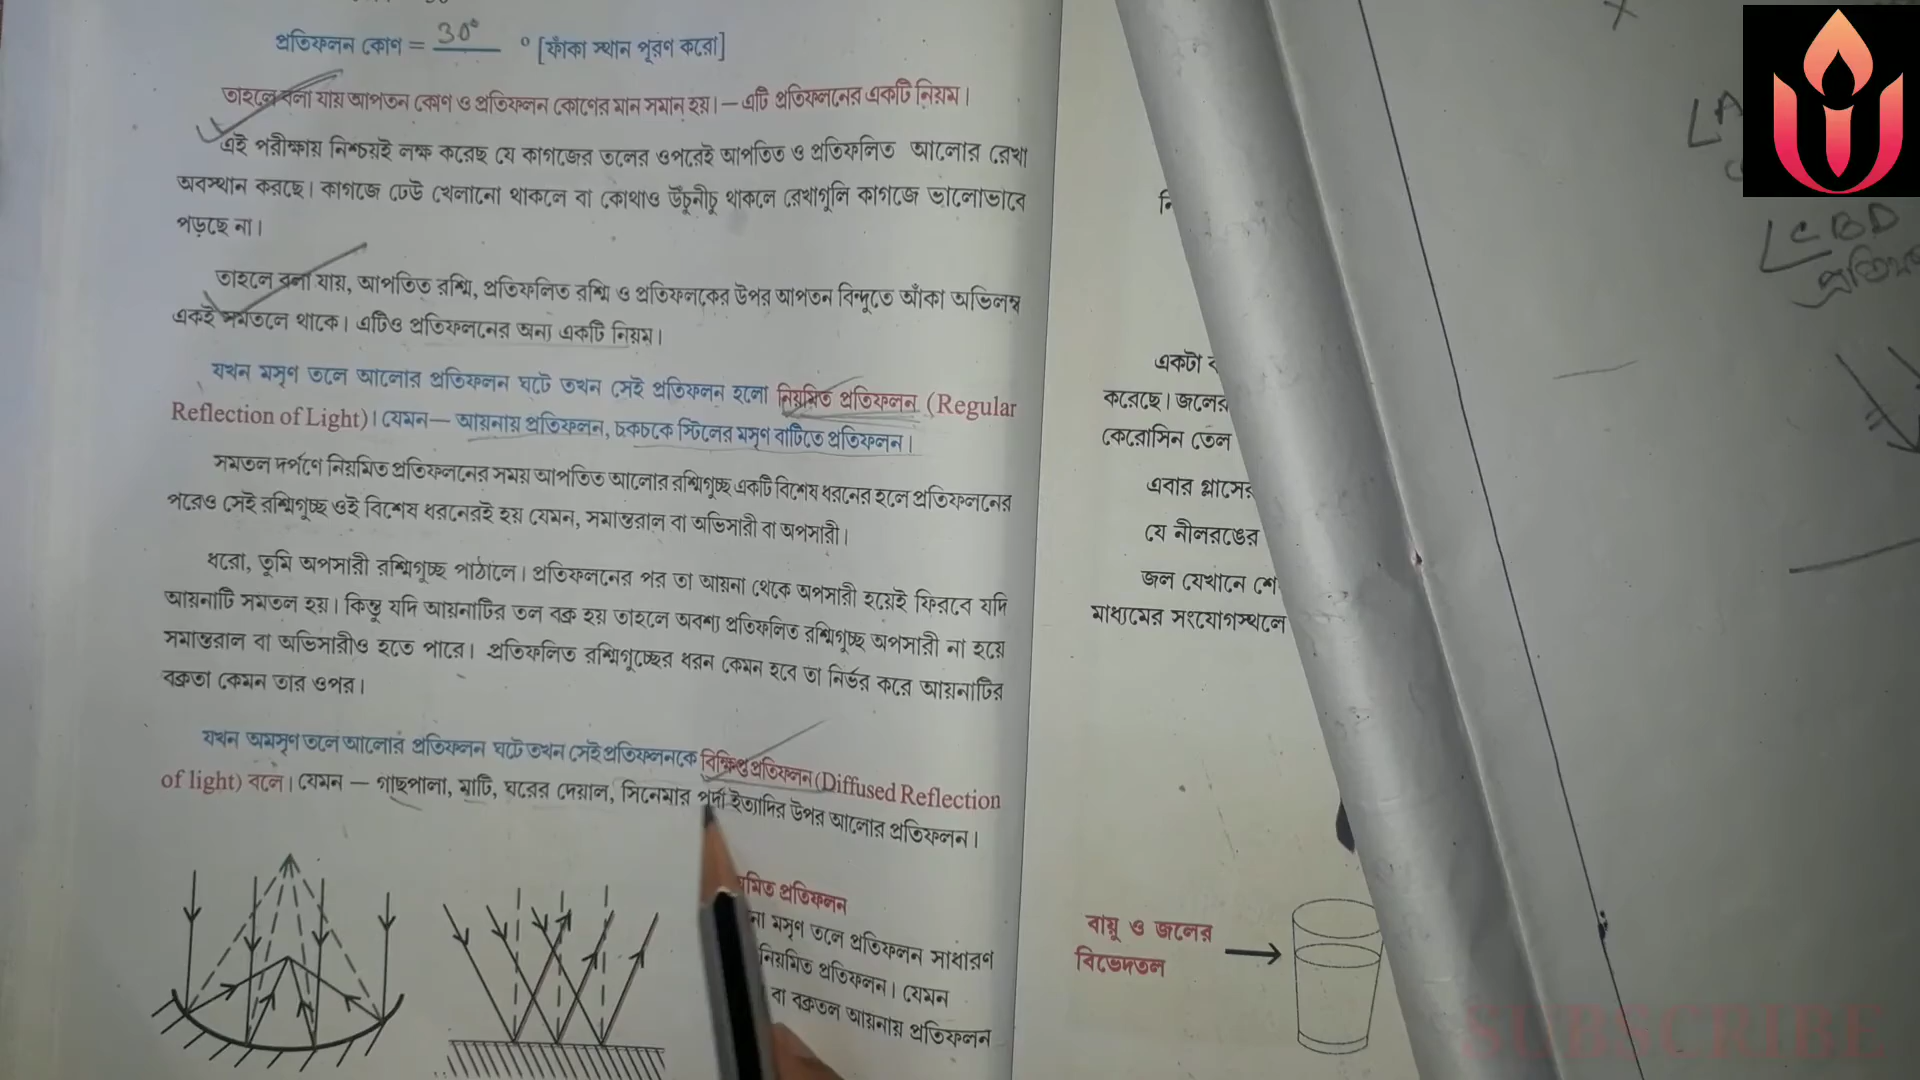 প্রতিফলন কোণ = 30° ° [ফাঁকা স্থান পূরণ করো]
তাহলে বলা যায় আপতন কোণ ও প্রতিফলন কোণের মান সমান হয়। — এটি প্রতিফলনের একটি নিয়ম।
এই পরীক্ষায় নিশ্চয়ই লক্ষ করেছ যে কাগজের তলের ওপরেই আপতিত ও প্রতিফলিত আলোর রেখা
অবস্থান করছে। কাগজে ঢেউ খেলানো থাকলে বা কোথাও উঁচুনীচু থাকলে রেখাগুলি কাগজে ভালোভাবে
পড়ছে না।
তাহলে বলা যায়, আপতিত রশ্মি, প্রতিফলিত রশ্মি ও প্রতিফলকের উপর আপতন বিন্দুতে আঁকা অভিলম্ব
একই সমতলে থাকে। এটিও প্রতিফলনের অন্য একটি নিয়ম।
যখন মসৃণ তলে আলোর প্রতিফলন ঘটে তখন সেই প্রতিফলন হলো নিয়মিত প্রতিফলন (Regular
Reflection of Light)। যেমন— আয়নায় প্রতিফলন, চকচকে স্টিলের মসৃণ বাটিতে প্রতিফলন।
সমতল দর্পণে নিয়মিত প্রতিফলনের সময় আপতিত আলোর রশ্মিগুচ্ছ একটি বিশেষ ধরনের হলে প্রতিফলনের
পরেও সেই রশ্মিগুচ্ছ ওই বিশেষ ধরনেরই হয় যেমন, সমান্তরাল বা অভিসারী বা অপসারী।
ধরো, তুমি অপসারী রশ্মিগুচ্ছ পাঠালে। প্রতিফলনের পর তা আয়না থেকে অপসারী হয়েই ফিরবে যদি
আয়নাটি সমতল হয়। কিন্তু যদি আয়নাটির তল বক্র হয় তাহলে অবশ্য প্রতিফলিত রশ্মিগুচ্ছ অপসারী না হয়ে
সমান্তরাল বা অভিসারীও হতে পারে। প্রতিফলিত রশ্মিগুচ্ছের ধরন কেমন হবে তা নির্ভর করে আয়নাটির
বক্রতা কেমন তার ওপর।
যখন অমসৃণ তলে আলোর প্রতিফলন ঘটে তখন সেই প্রতিফলনকে বিক্ষিপ্ত প্রতিফলন (Diffused Reflection
of light) বলে। যেমন — গাছপালা, মাটি, ঘরের দেয়াল, সিনেমার পর্দা ইত্যাদির উপর আলোর প্রতিফলন।
প্রতিফলন
মসৃণ তলে প্রতিফলন সাধারণ
নিয়মিত প্রতিফলন। যেমন
বা বক্রতল আয়নায় প্রতিফলন
একটা
করেছে। জলের
কেরোসিন তেল
এবার গ্লাসের
যে নীলরঙের
জল যেখানে
মাধ্যমের সংযোগস্থলে
বায়ু ও জলের
বিভেদতল
∠CBD
SUBSCRIBE